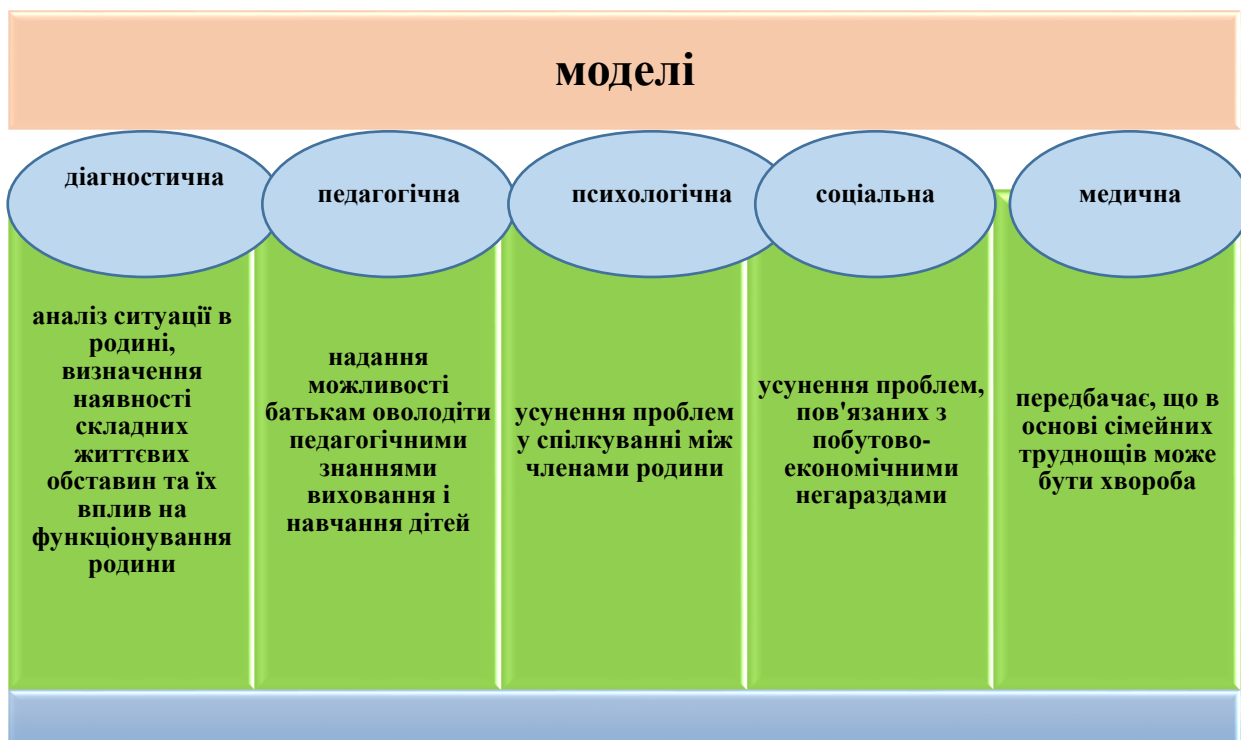 моделі
діагностична
аналіз ситуації в
родині,
визначення
наявності
складних
життєвих
обставин та їх
вплив на
функціонування
родини
педагогічна
надання
можливості
батькам оволодіти
педагогічними
знаннями
виховання і
навчання дітей
психологічна
усунення проблем
у спілкуванні між
членами родини
соціальна
усунення проблем,
пов'язаних з
побутово-
економічними
негараздами
медична
передбачає, що в
основі сімейних
труднощів може
бути хвороба